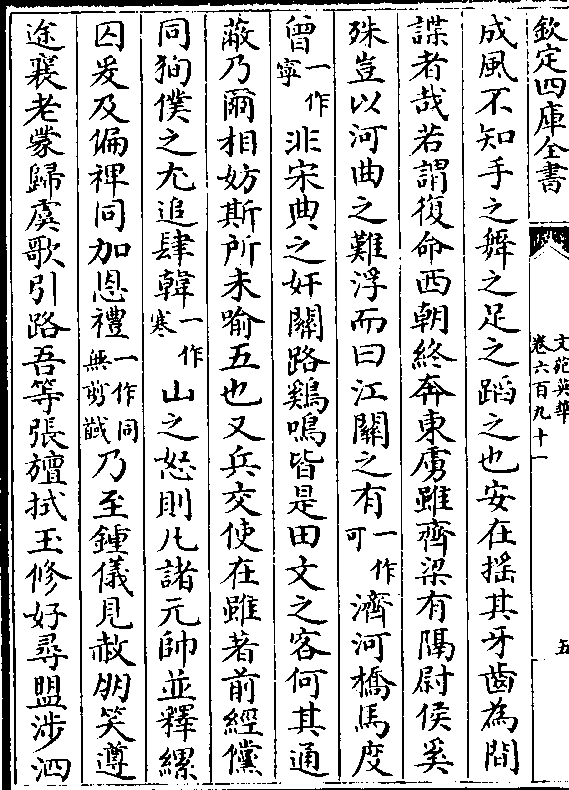 欽定四庫全書
文苑英華
卷六百九十一
五
成風不知手之舞之足之蹈之也安在揺其牙齒為間
諜者哉若謂復命西朝終奔東虜雖齊梁有隔尉侯奚
殊豈以河曲之難浮而曰江關之有一作可濟河橋馬度
曾一作寧非宋典之奸關路鷄鳴皆是田文之客何其通
蔽乃爾相妨斯所未喻五也又兵交使在雖著前經儻
同狥僕之尤追肆韓一作寒山之怒則凡諸元帥並釋縲
囚爰及偏裨同加恩禮一作同無剪馘乃至鍾儀見赦朋笑遵
途襄老蒙歸虞歌引路吾等張旜拭玉修好尋盟涉泗